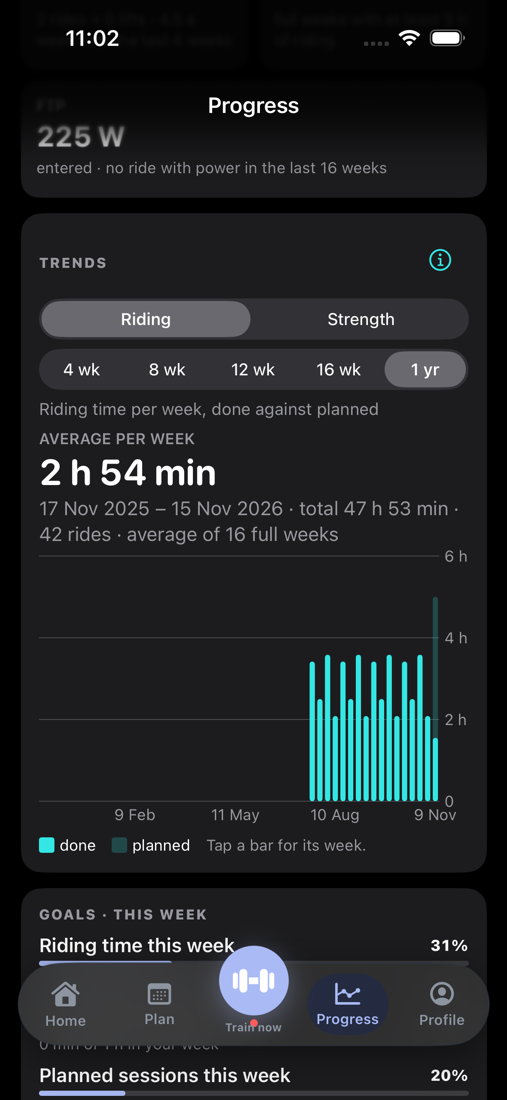 11:02
Progress
FTP
225 W
entered · no ride with power in the last 16 weeks
TRENDS
Riding
Strength
4 wk
8 wk
12 wk
16 wk
1 yr
Riding time per week, done against planned
AVERAGE PER WEEK
2 h 54 min
17 Nov 2025 – 15 Nov 2026 · total 47 h 53 min ·
42 rides · average of 16 full weeks
6 h
4 h
2 h
0
9 Feb
11 May
10 Aug
9 Nov
done
planned
Tap a bar for its week.
GOALS · THIS WEEK
Riding time this week
31%
Home
Plan
Train now
Progress
Profile
Planned sessions this week
20%